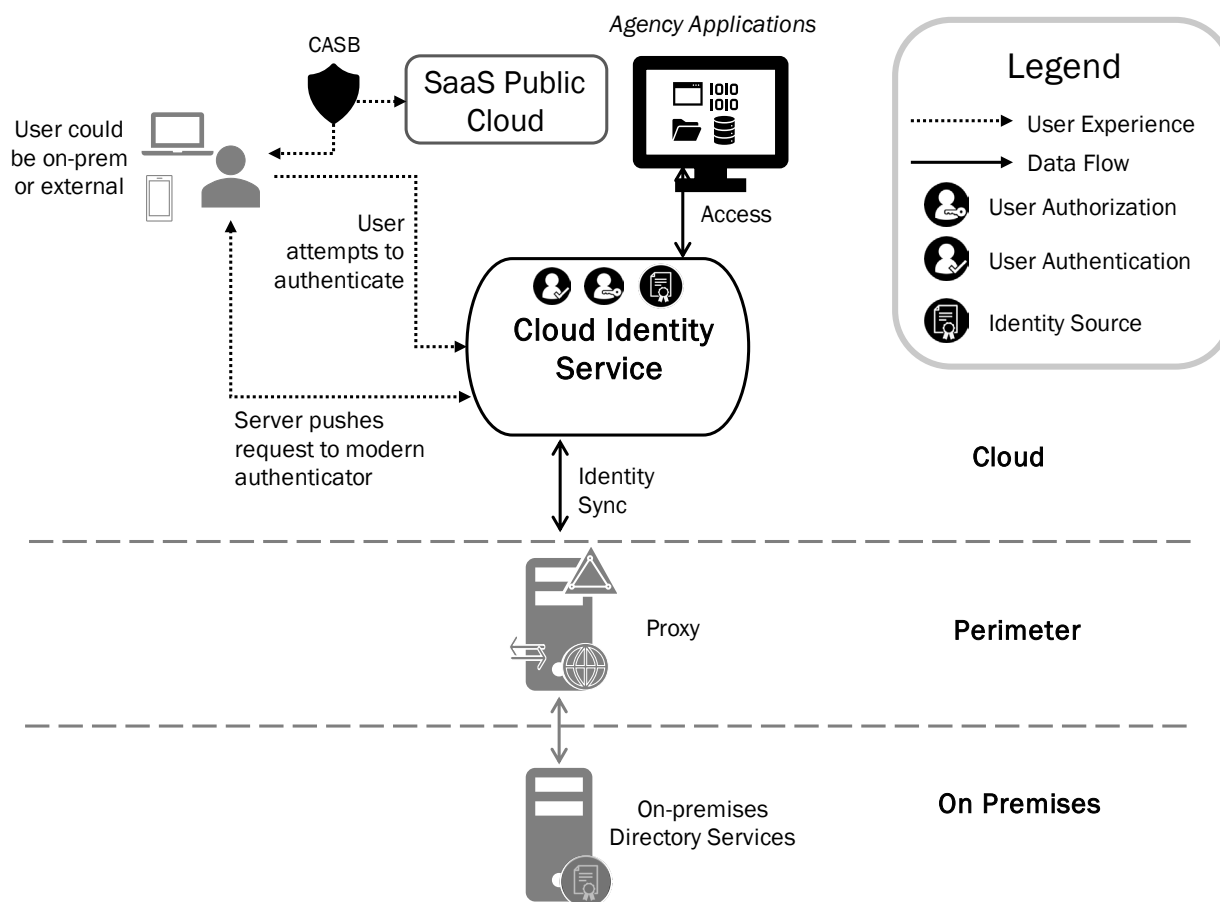 Agency Applications
CASB
SaaS Public
Cloud
1010
1010
User could
be on-prem
or external
Access
User
attempts to
authenticate
Cloud Identity
Service
Server pushes
request to modern
authenticator
Identity
Sync
Legend
User Experience
Data Flow
User Authorization
User Authentication
Identity Source
Cloud
Proxy
Perimeter
On-premises
Directory Services
On Premises